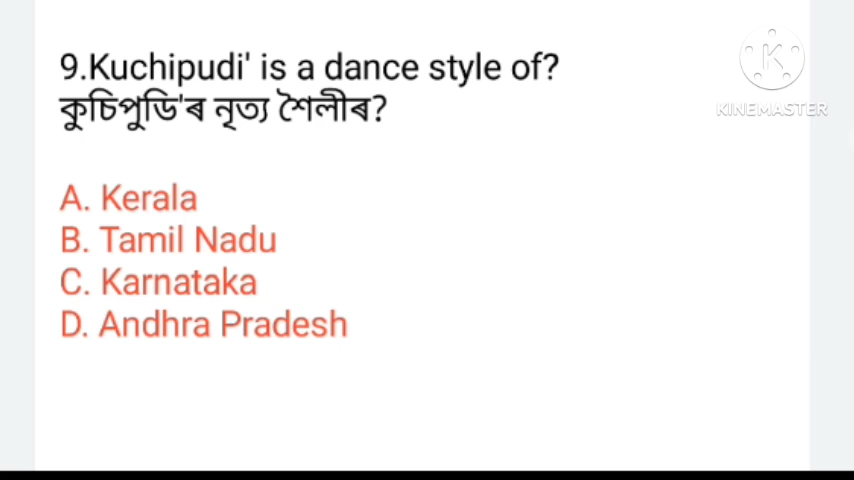 9.Kuchipudi' is a dance style of?
কুচিপুডি'ৰ নৃত্য শৈলীৰ?
A. Kerala
B. Tamil Nadu
C. Karnataka
D. Andhra Pradesh
K
KINEMASTER